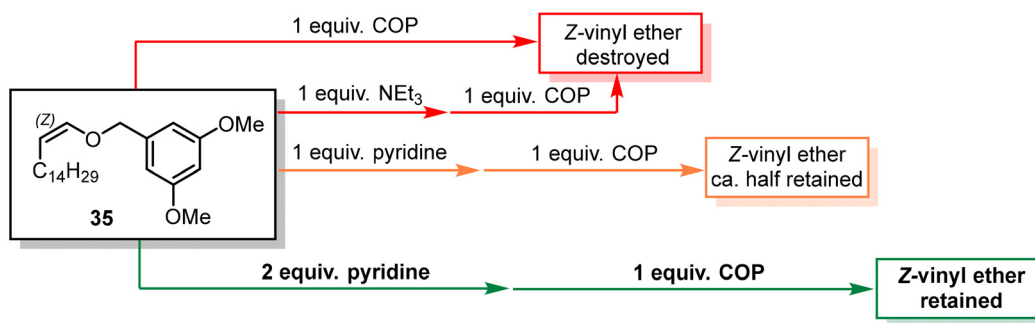 1 equiv. COP
Z-vinyl ether
destroyed
1 equiv. NEt3
1 equiv. COP
(Z)
O
OMe
C14H29
OMe
35
1 equiv. pyridine
1 equiv. COP
Z-vinyl ether
ca. half retained
2 equiv. pyridine
1 equiv. COP
Z-vinyl ether
retained